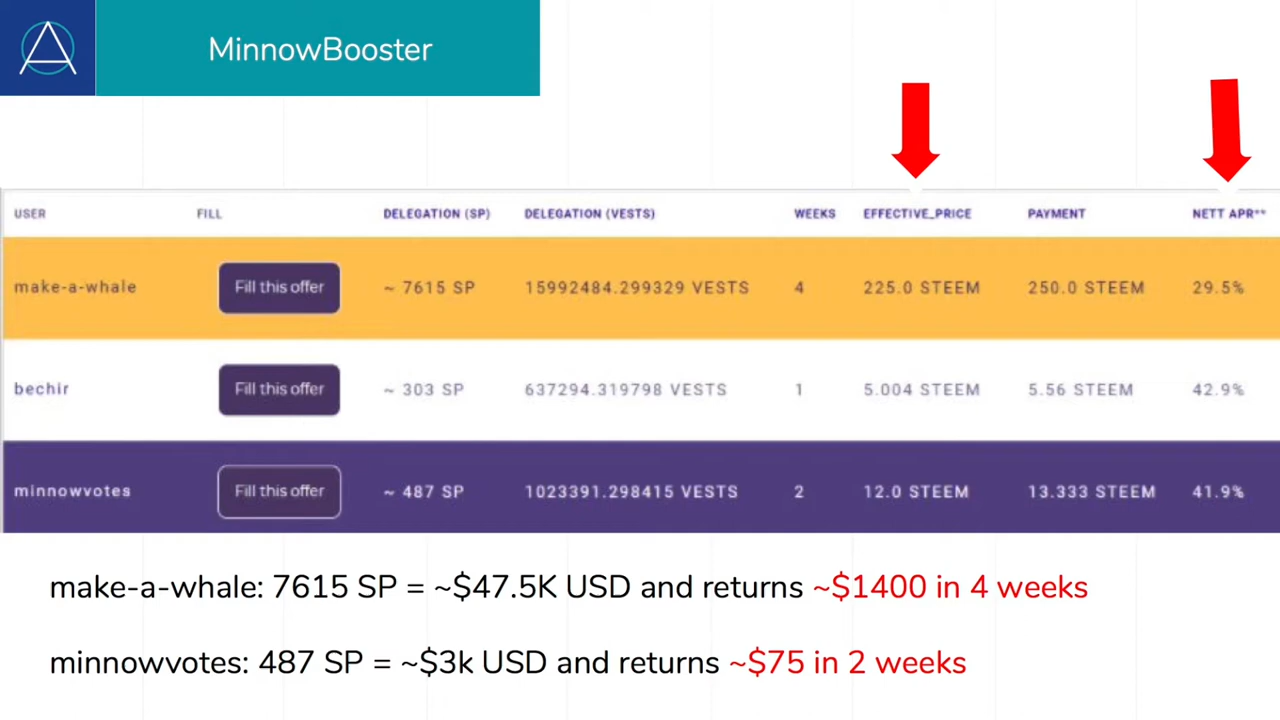 MinnowBooster
USER FILL DELEGATION (SP) DELEGATION (VESTS) WEEKS EFFECTIVE_PRICE PAYMENT NETT APR**
make-a-whale Fill this offer ~ 7615 SP 15992484.299329 VESTS 4 225.0 STEEM 250.0 STEEM 29.5%
bechir Fill this offer ~ 303 SP 637294.319798 VESTS 1 5.004 STEEM 5.56 STEEM 42.9%
minnowvotes Fill this offer ~ 487 SP 1023391.298415 VESTS 2 12.0 STEEM 13.333 STEEM 41.9%
make-a-whale: 7615 SP = ~$47.5K USD and returns ~$1400 in 4 weeks
minnowvotes: 487 SP = ~$3k USD and returns ~$75 in 2 weeks